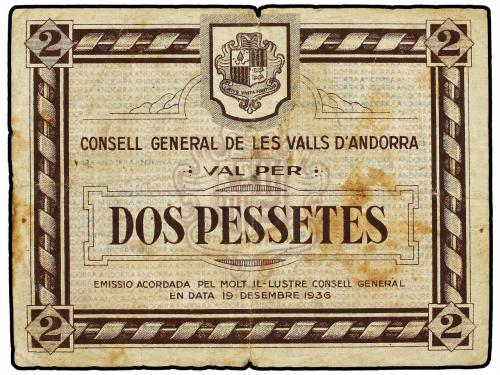 2 2
CONSELL GENERAL DE LES VALLS D'ANDORRA
VAL PER
DOS PESSETES
EMISSIO ACORDADA PEL MOLT IL·LUSTRE CONSELL GENERAL
EN DATA 19 DESEMBRE 1936
2 2